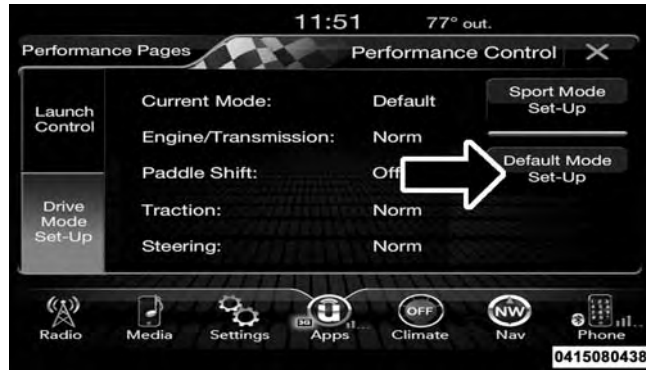 11:51 77° out.
Performance Pages Performance Control
Launch
Control
Drive
Mode
Set-Up
Current Mode: Default
Engine/Transmission: Norm
Paddle Shift: Off
Traction: Norm
Steering: Norm
Sport Mode
Set-Up
Default Mode
Set-Up
OFF NW
3G
Radio Media Settings Apps Climate Nav Phone
0415080438